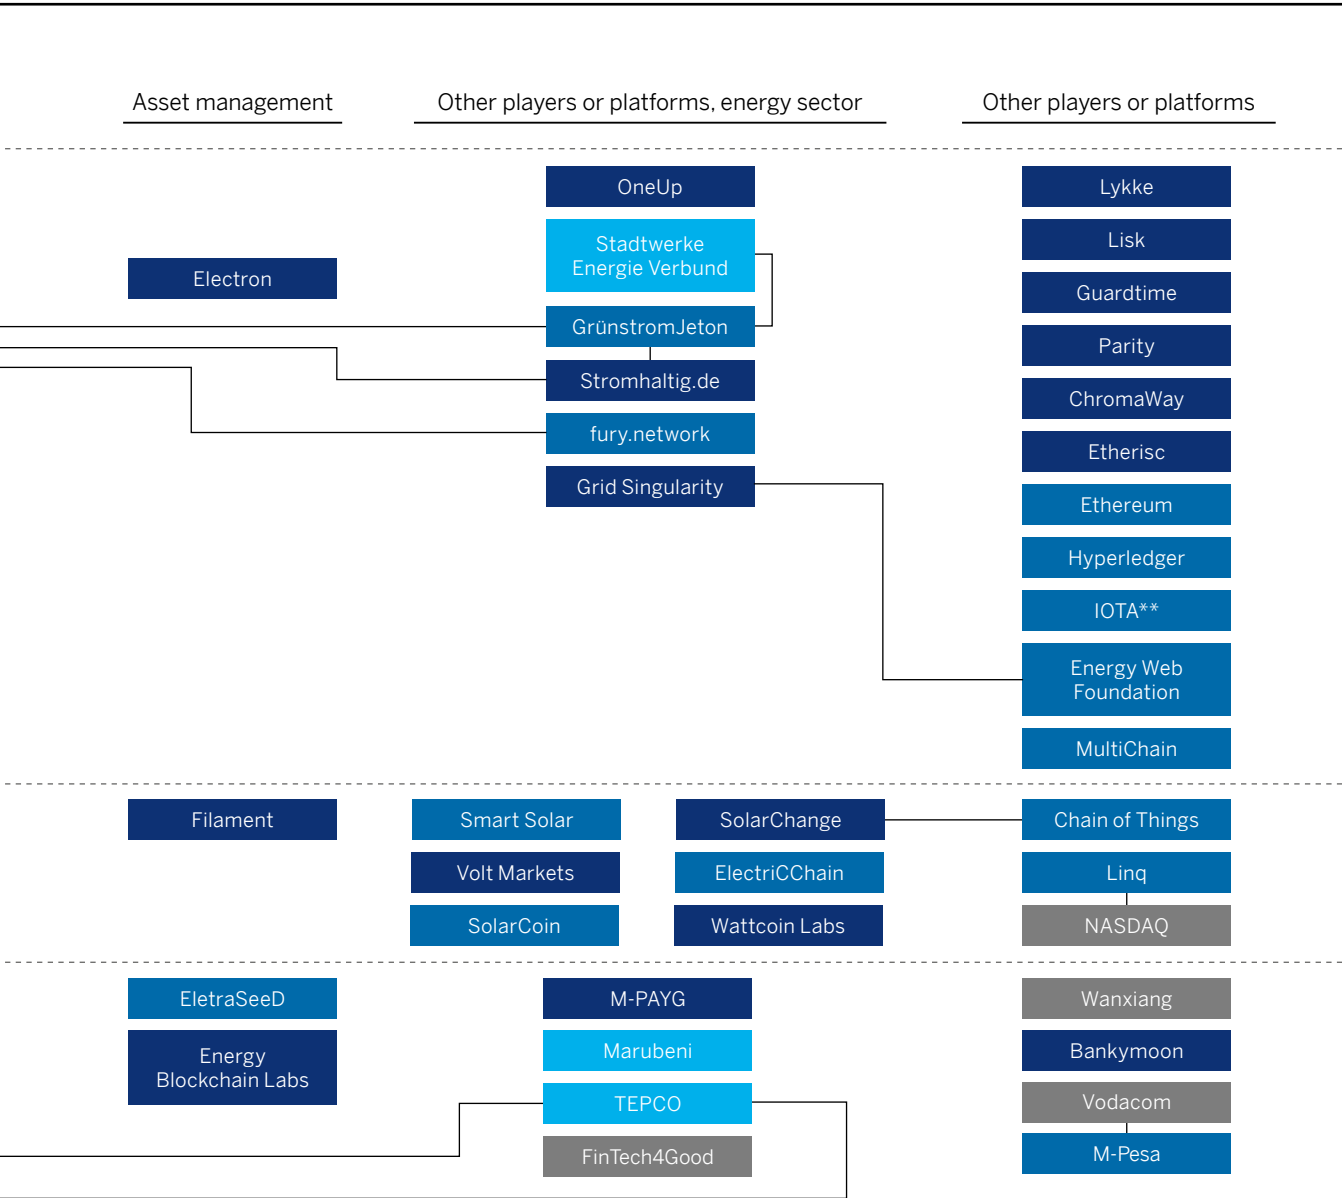 Asset management
Other players or platforms, energy sector
Other players or platforms
Electron
OneUp
Stadtwerke
Energie Verbund
GrünstromJeton
Stromhaltig.de
fury.network
Grid Singularity
Lykke
Lisk
Guardtime
Parity
ChromaWay
Etherisc
Ethereum
Hyperledger
IOTA**
Energy Web
Foundation
MultiChain
Filament
Smart Solar
Volt Markets
SolarCoin
SolarChange
ElectriCChain
Wattcoin Labs
Chain of Things
Linq
NASDAQ
EletraSeeD
Energy
Blockchain Labs
M-PAYG
Marubeni
TEPCO
FinTech4Good
Wanxiang
Bankymoon
Vodacom
M-Pesa